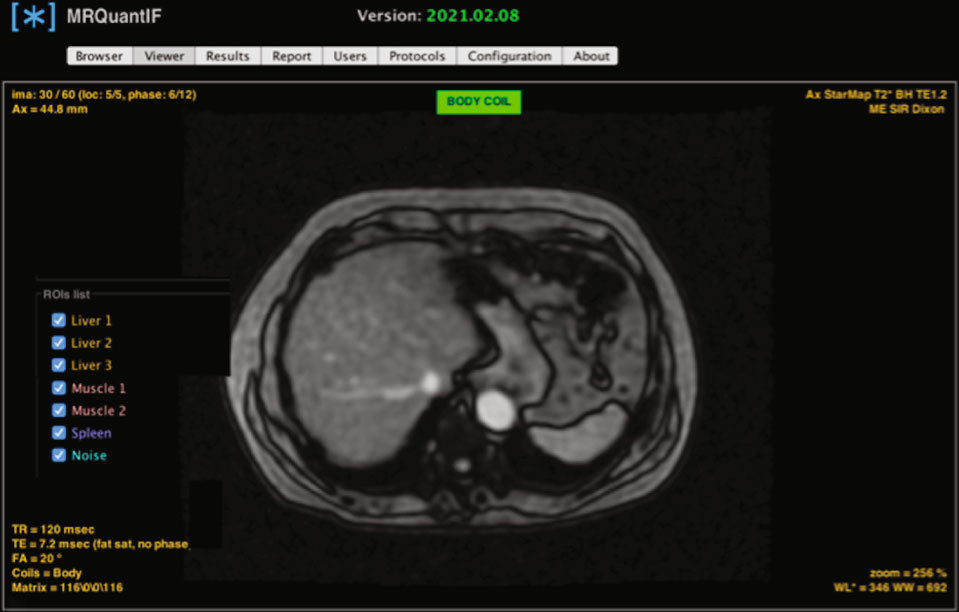 [*] MRQuantIF
Version: 2021.02.08
Browser Viewer Results Report Users Protocols Configuration About
ima: 30 / 60 (loc: 5/5, phase: 6/12)
Ax = 44.8 mm
BODY COIL
Ax StarMap T2* BH TE1.2
ME SIR Dixon
ROIs list
Liver 1
Liver 2
Liver 3
Muscle 1
Muscle 2
Spleen
Noise
TR = 120 msec
TE = 7.2 msec (fat sat, no phase
FA = 20 °
Coils = Body
Matrix = 116\0\0\116
zoom = 256 %
WL* = 346 WW = 692